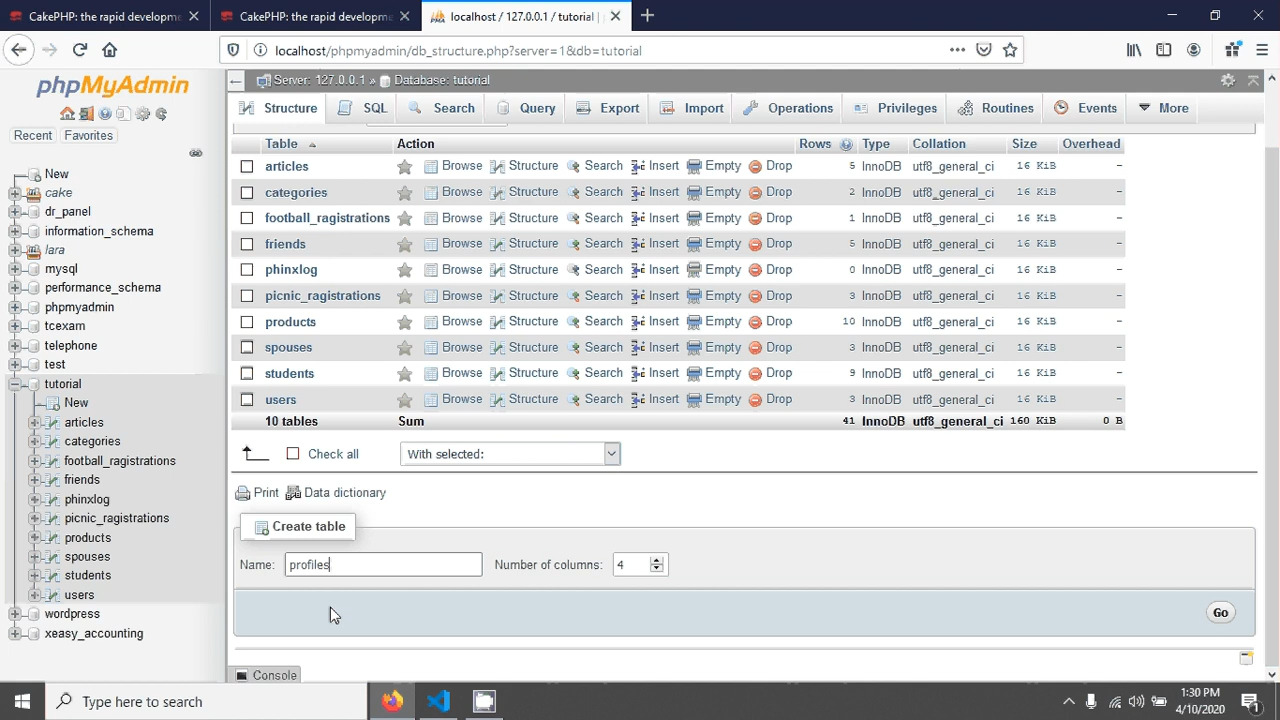 CakePHP: the rapid developme
CakePHP: the rapid developme
localhost / 127.0.0.1 / tutorial |
localhost/phpmyadmin/db_structure.php?server=1&db=tutorial
phpMyAdmin
Recent
Favorites
New
cake
dr_panel
information_schema
lara
mysql
performance_schema
phpmyadmin
tcexam
telephone
test
tutorial
New
articles
categories
football_ragistrations
friends
phinxlog
picnic_ragistrations
products
spouses
students
users
wordpress
xeasy_accounting
Server: 127.0.0.1 » Database: tutorial
Structure SQL Search Query Export Import Operations Privileges Routines Events More
Table Action Rows Type Collation Size Overhead
articles Browse Structure Search Insert Empty Drop 5 InnoDB utf8_general_ci 16 KiB -
categories Browse Structure Search Insert Empty Drop 2 InnoDB utf8_general_ci 16 KiB -
football_ragistrations Browse Structure Search Insert Empty Drop 1 InnoDB utf8_general_ci 16 KiB -
friends Browse Structure Search Insert Empty Drop 5 InnoDB utf8_general_ci 16 KiB -
phinxlog Browse Structure Search Insert Empty Drop 0 InnoDB utf8_general_ci 16 KiB -
picnic_ragistrations Browse Structure Search Insert Empty Drop 3 InnoDB utf8_general_ci 16 KiB -
products Browse Structure Search Insert Empty Drop 10 InnoDB utf8_general_ci 16 KiB -
spouses Browse Structure Search Insert Empty Drop 3 InnoDB utf8_general_ci 16 KiB -
students Browse Structure Search Insert Empty Drop 9 InnoDB utf8_general_ci 16 KiB -
users Browse Structure Search Insert Empty Drop 3 InnoDB utf8_general_ci 16 KiB -
10 tables Sum 41 InnoDB utf8_general_ci 160 KiB 0 B
Check all With selected:
Print Data dictionary
Create table
Name: profiles Number of columns: 4
Go
Console
Type here to search
1:30 PM
4/10/2020
1